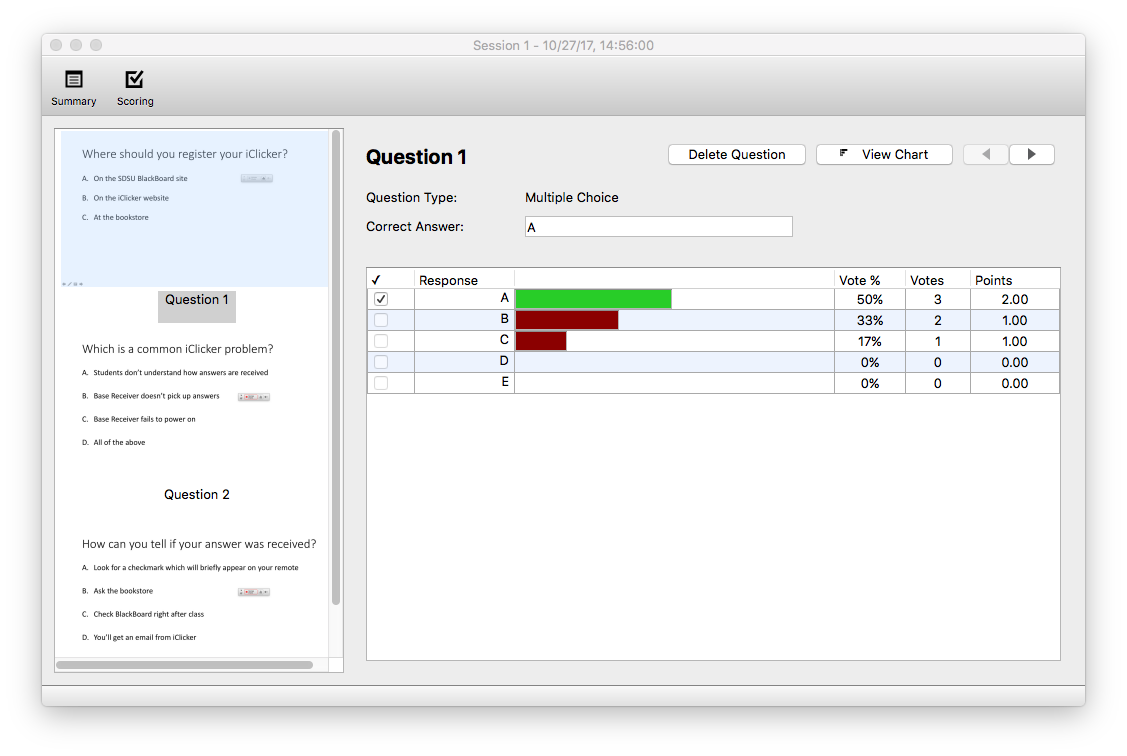 Session 1 - 10/27/17, 14:56:00
Summary
Scoring
Where should you register your iClicker?
A. On the SDSU BlackBoard site
B. On the iClicker website
C. At the bookstore
Question 1
Which is a common iClicker problem?
A. Students don't understand how answers are received
B. Base Receiver doesn't pick up answers
C. Base Receiver fails to power on
D. All of the above
Question 2
How can you tell if your answer was received?
A. Look for a checkmark which will briefly appear on your remote
B. Ask the bookstore
C. Check BlackBoard right after class
D. You'll get an email from iClicker
Question 1
Delete Question
View Chart
Question Type: Multiple Choice
Correct Answer: A
✓ Response Vote % Votes Points
A 50% 3 2.00
B 33% 2 1.00
C 17% 1 1.00
D 0% 0 0.00
E 0% 0 0.00